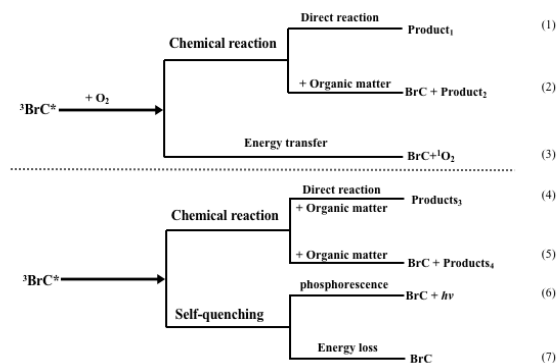 Direct reaction
Product₁
(1)
Chemical reaction
+ Organic matter
BrC + Product₂
(2)
³BrC*
+ O₂
Energy transfer
BrC+¹O₂
(3)
Direct reaction
+ Organic matter
Products₃
(4)
Chemical reaction
+ Organic matter
BrC + Products₄
(5)
³BrC*
phosphorescence
BrC + hv
(6)
Self-quenching
Energy loss
BrC
(7)